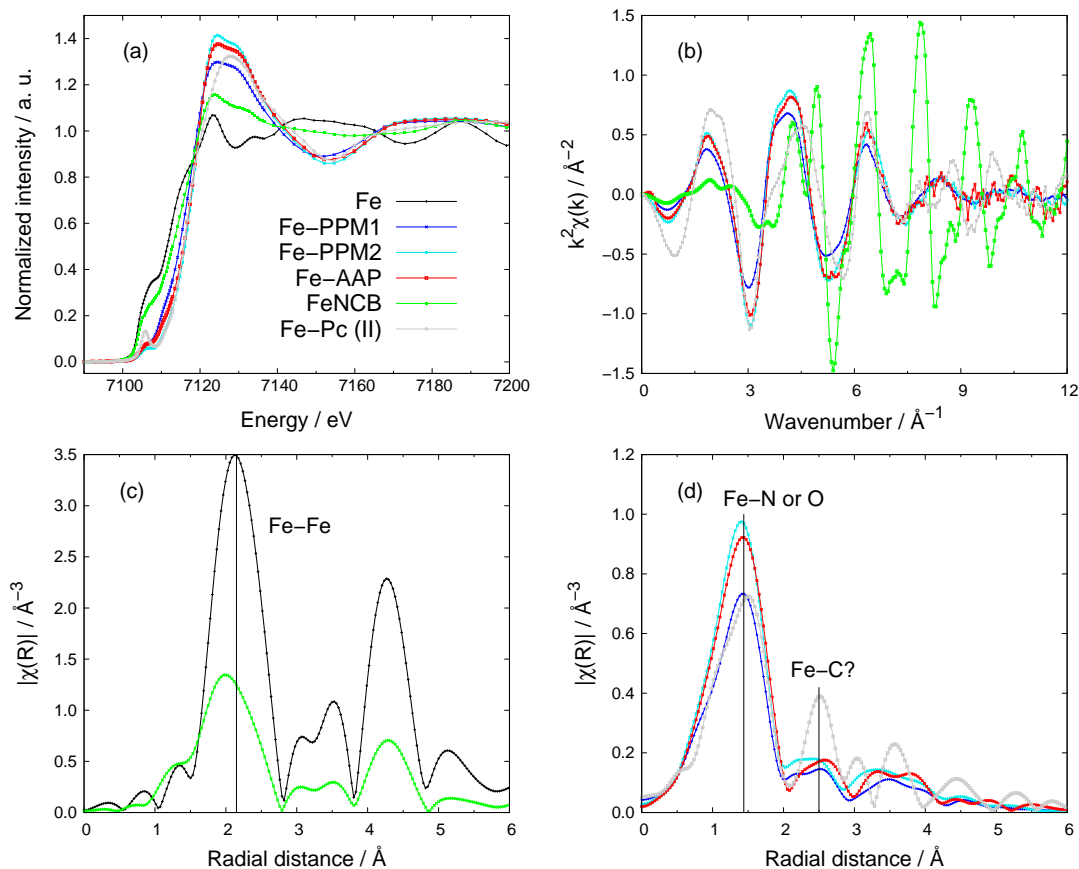 (a)
Normalized intensity / a. u.
1.4
1.2
1.0
0.8
0.6
0.4
0.2
0.0
Fe
Fe−PPM1
Fe−PPM2
Fe−AAP
FeNCB
Fe−Pc (II)
7100 7120 7140 7160 7180 7200
Energy / eV
(b)
k²χ(k) / Å⁻²
1.5
1.0
0.5
0.0
−0.5
−1.0
−1.5
0 3 6 9 12
Wavenumber / Å⁻¹
(c)
|χ(R)| / Å⁻³
3.5
3.0
2.5
2.0
1.5
1.0
0.5
0.0
Fe−Fe
0 1 2 3 4 5 6
Radial distance / Å
(d)
|χ(R)| / Å⁻³
1.0
0.8
0.6
0.4
0.2
0.0
Fe−N or O
Fe−C?
0 1 2 3 4 5 6
Radial distance / Å